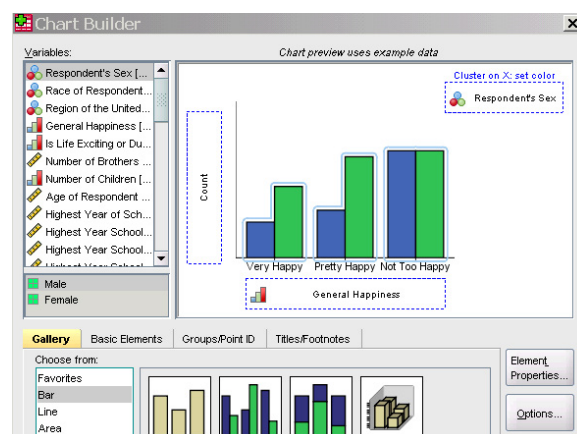 Chart Builder
Variables:
Chart preview uses example data
Respondent's Sex [...
Race of Respondent...
Region of the United...
General Happiness [...
Is Life Exciting or Du...
Number of Brothers ...
Number of Children [...
Age of Respondent ...
Highest Year of Sch...
Highest Year School...
Highest Year School...
Male
Female
Cluster on X: set color
Respondent's Sex
Count
Very Happy Pretty Happy Not Too Happy
General Happiness
Gallery Basic Elements Groups/Point ID Titles/Footnotes
Choose from:
Favorites
Bar
Line
Area
Element
Properties...
Options...